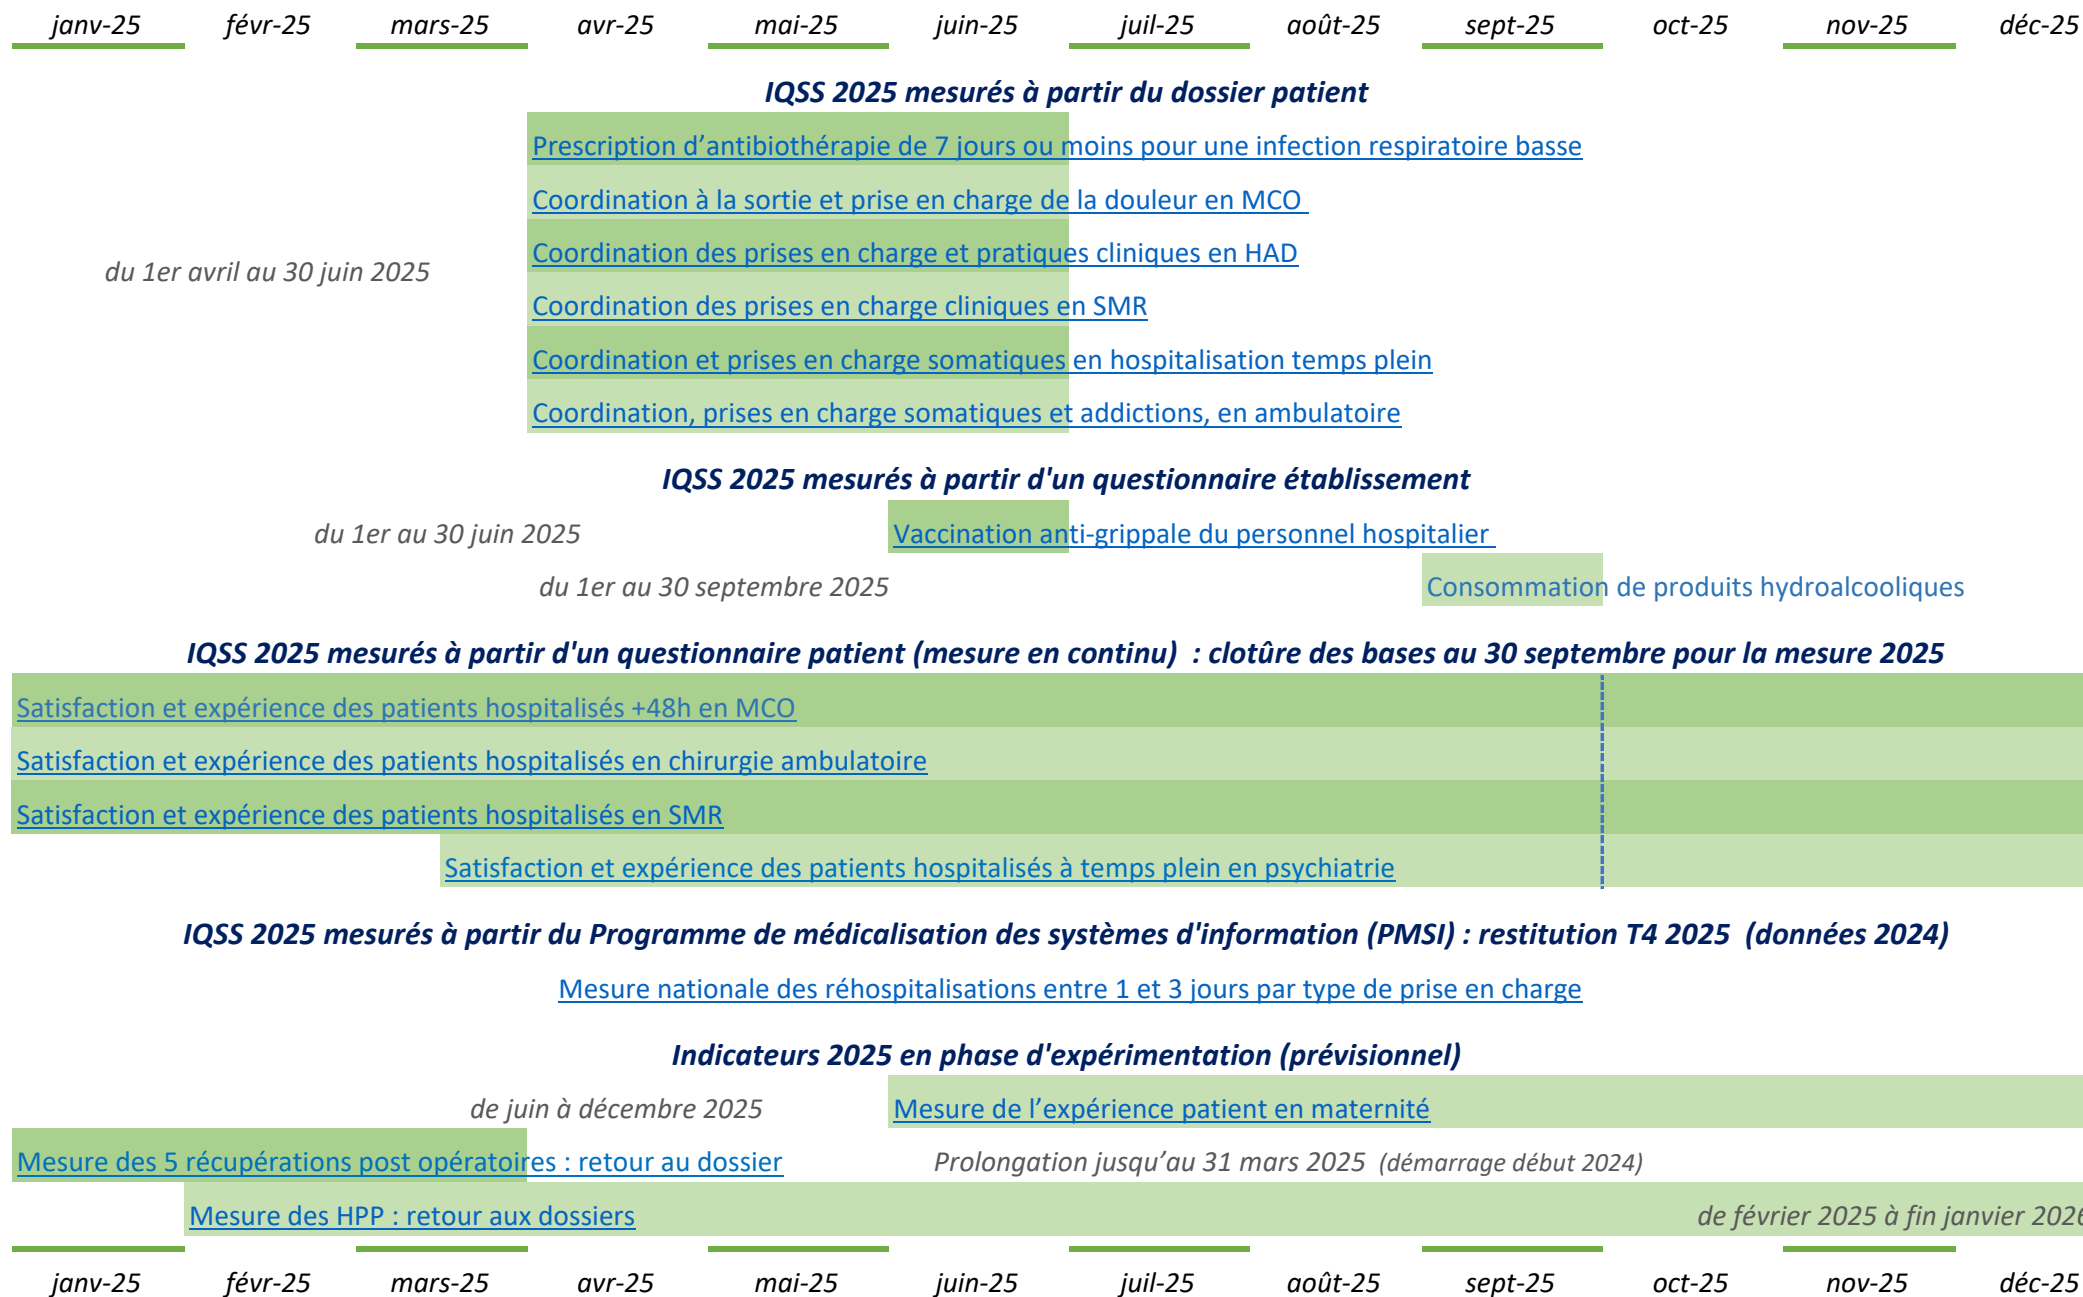 janv-25 févr-25 mars-25 avr-25 mai-25 juin-25 juil-25 août-25 sept-25 oct-25 nov-25 déc-25
IQSS 2025 mesurés à partir du dossier patient
Prescription d’antibiothérapie de 7 jours ou moins pour une infection respiratoire basse
Coordination à la sortie et prise en charge de la douleur en MCO
Coordination des prises en charge et pratiques cliniques en HAD
du 1er avril au 30 juin 2025
Coordination des prises en charge cliniques en SMR
Coordination et prises en charge somatiques en hospitalisation temps plein
Coordination, prises en charge somatiques et addictions, en ambulatoire
IQSS 2025 mesurés à partir d'un questionnaire établissement
du 1er au 30 juin 2025 Vaccination anti-grippale du personnel hospitalier
du 1er au 30 septembre 2025 Consommation de produits hydroalcooliques
IQSS 2025 mesurés à partir d'un questionnaire patient (mesure en continu) : clotûre des bases au 30 septembre pour la mesure 2025
Satisfaction et expérience des patients hospitalisés +48h en MCO
Satisfaction et expérience des patients hospitalisés en chirurgie ambulatoire
Satisfaction et expérience des patients hospitalisés en SMR
Satisfaction et expérience des patients hospitalisés à temps plein en psychiatrie
IQSS 2025 mesurés à partir du Programme de médicalisation des systèmes d'information (PMSI) : restitution T4 2025 (données 2024)
Mesure nationale des réhospitalisations entre 1 et 3 jours par type de prise en charge
Indicateurs 2025 en phase d'expérimentation (prévisionnel)
de juin à décembre 2025 Mesure de l’expérience patient en maternité
Mesure des 5 récupérations post opératoires : retour au dossier Prolongation jusqu’au 31 mars 2025 (démarrage début 2024)
Mesure des HPP : retour aux dossiers de février 2025 à fin janvier 2026
janv-25 févr-25 mars-25 avr-25 mai-25 juin-25 juil-25 août-25 sept-25 oct-25 nov-25 déc-25